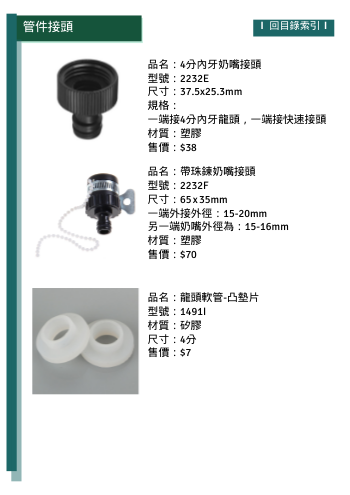 管件接頭
I 回目錄索引 I
品名：4分內牙奶嘴接頭
型號：2232E
尺寸：37.5x25.3mm
規格：
一端接4分內牙龍頭，一端接快速接頭
材質：塑膠
售價：$38
品名：帶珠鍊奶嘴接頭
型號：2232F
尺寸：65x35mm
一端外接外徑：15-20mm
另一端奶嘴外徑為：15-16mm
材質：塑膠
售價：$70
品名：龍頭軟管-凸墊片
型號：1491I
材質：矽膠
尺寸：4分
售價：$7